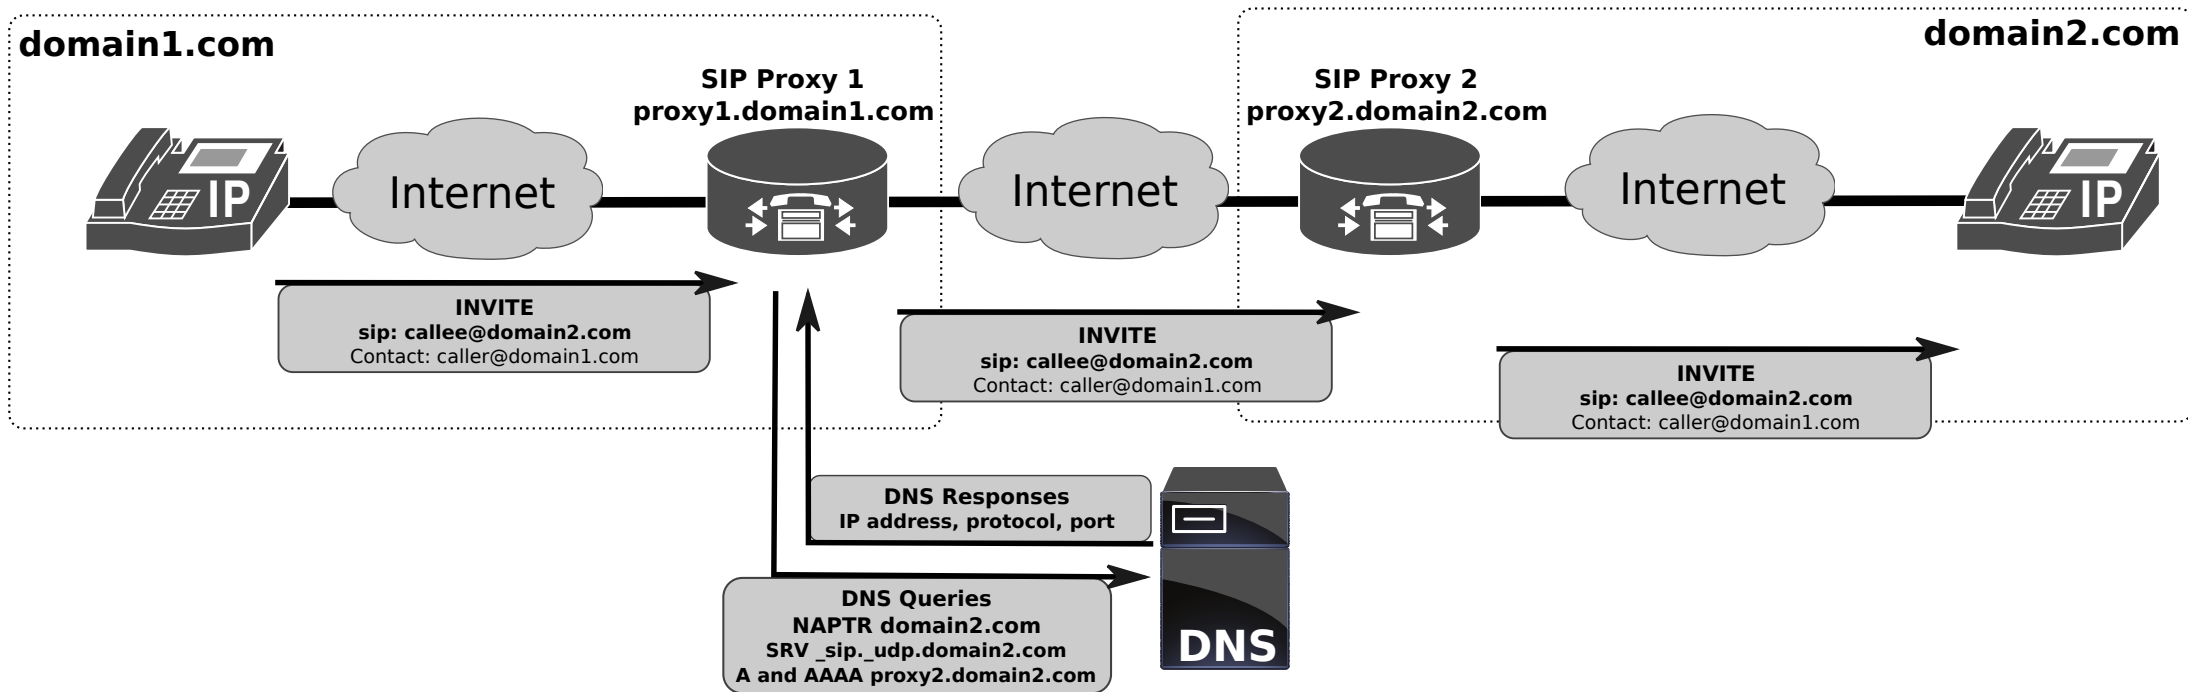 domain1.com
domain2.com
SIP Proxy 1
proxy1.domain1.com
SIP Proxy 2
proxy2.domain2.com
IP
Internet
Internet
Internet
IP
INVITE
sip: callee@domain2.com
Contact: caller@domain1.com
INVITE
sip: callee@domain2.com
Contact: caller@domain1.com
INVITE
sip: callee@domain2.com
Contact: caller@domain1.com
DNS Responses
IP address, protocol, port
DNS Queries
NAPTR domain2.com
SRV _sip._udp.domain2.com
A and AAAA proxy2.domain2.com
DNS